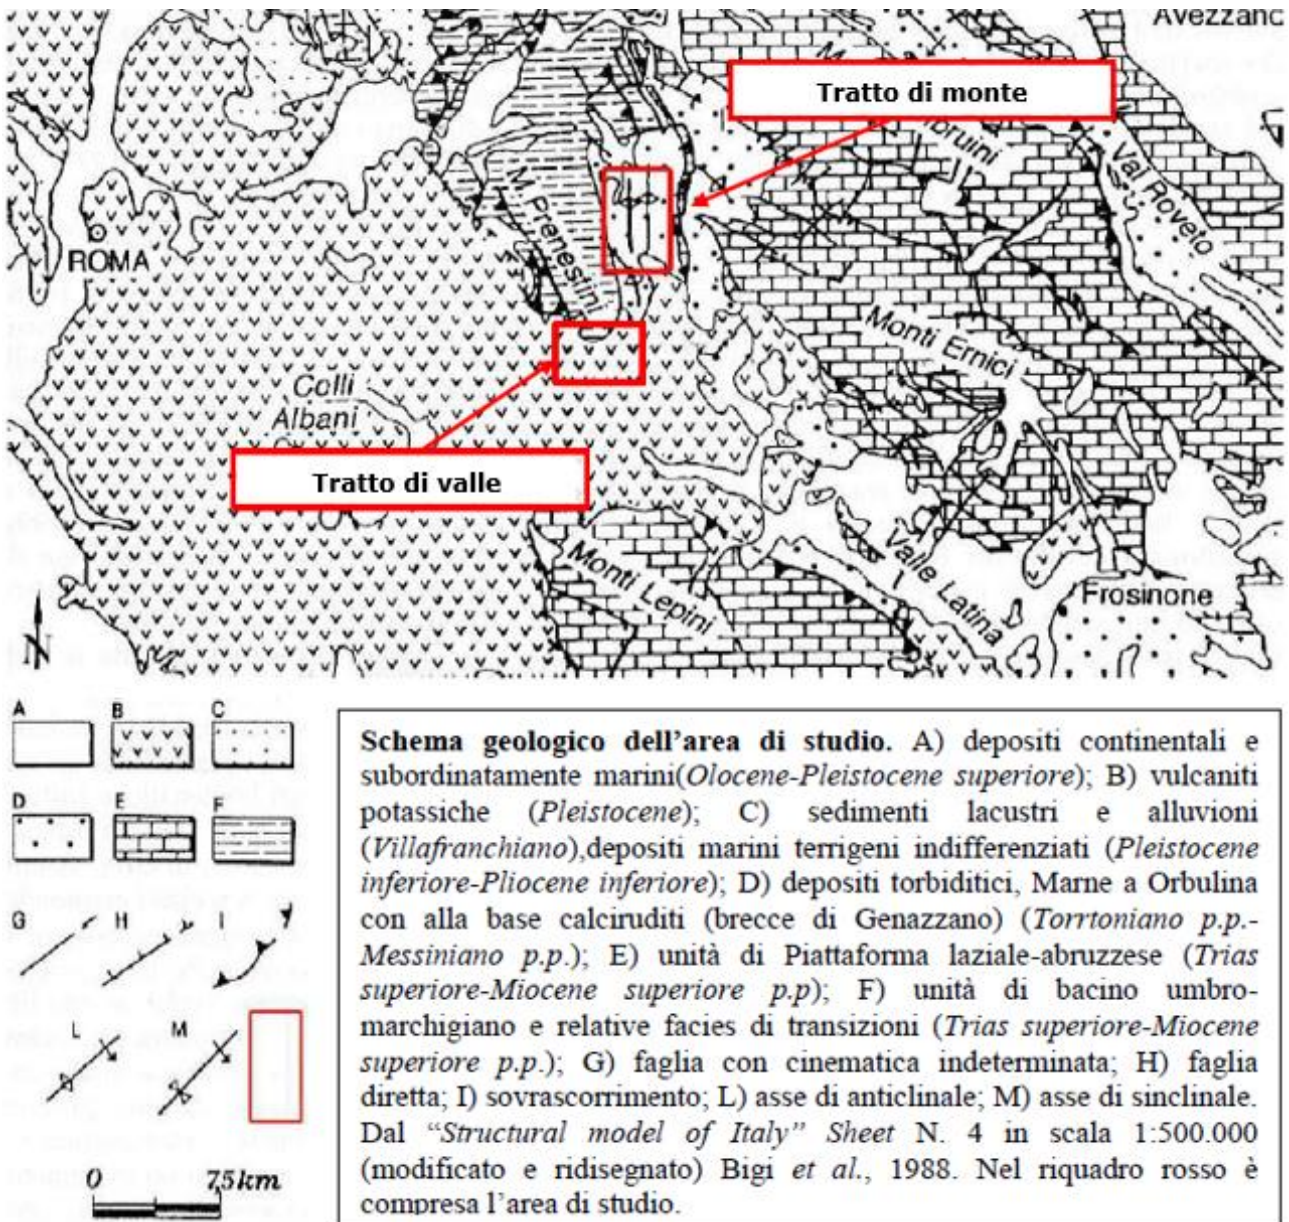 Avezzano
Tratto di monte
Val Roveto
M. Prenestini
ROMA
Monti Ernici
Colli
Albani
Tratto di valle
Monti Lepini
Valle Latina
Frosinone
N
A B C
D E F
G H I
L M
0 7,5 km
Schema geologico dell'area di studio. A) depositi continentali e
subordinatamente marini(Olocene-Pleistocene superiore); B) vulcaniti
potassiche (Pleistocene); C) sedimenti lacustri e alluvioni
(Villafranchiano),depositi marini terrigeni indifferenziati (Pleistocene
inferiore-Pliocene inferiore); D) depositi torbiditici, Marne a Orbulina
con alla base calciruditi (brecce di Genazzano) (Torrtoniano p.p.-
Messiniano p.p.); E) unità di Piattaforma laziale-abruzzese (Trias
superiore-Miocene superiore p.p); F) unità di bacino umbro-
marchigiano e relative facies di transizioni (Trias superiore-Miocene
superiore p.p.); G) faglia con cinematica indeterminata; H) faglia
diretta; I) sovrascorrimento; L) asse di anticlinale; M) asse di sinclinale.
Dal "Structural model of Italy" Sheet N. 4 in scala 1:500.000
(modificato e ridisegnato) Bigi et al., 1988. Nel riquadro rosso è
compresa l'area di studio.